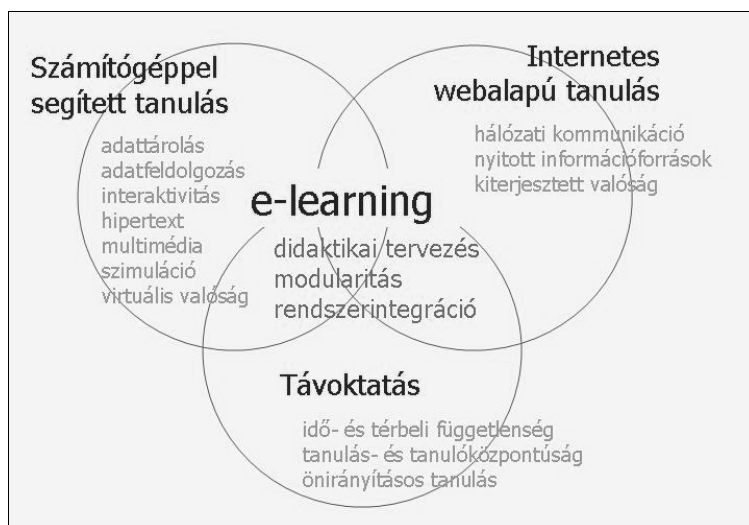 Számítógéppel
segített tanulás
adattárolás
adatfeldolgozás
interaktivitás
hipertext
multimédia
szimuláció
virtuális valóság
Internetes
webalapú tanulás
hálózati kommunikáció
nyitott információforrások
kiterjesztett valóság
e-learning
didaktikai tervezés
modularitás
rendszerintegráció
Távoktatás
idő- és térbeli függetlenség
tanulás- és tanulóközpontúság
önirányításos tanulás